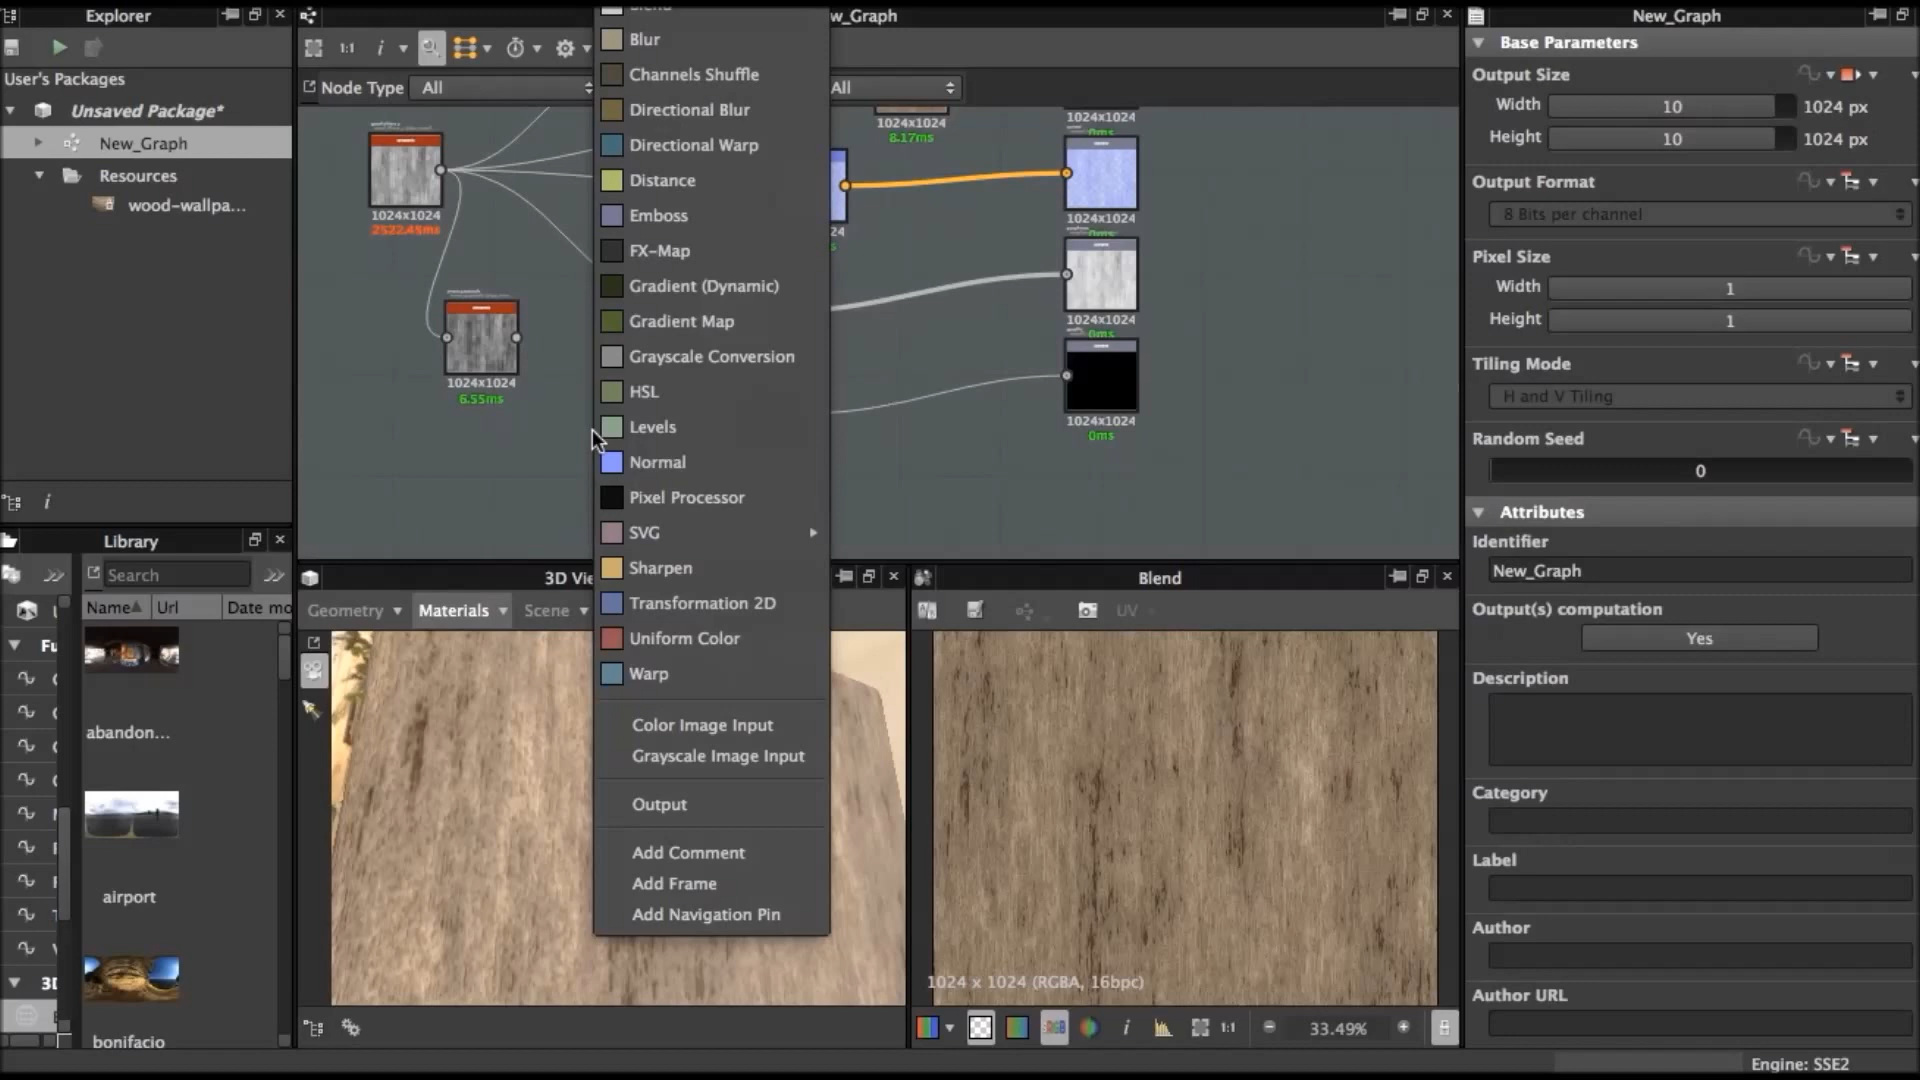 Explorer
User's Packages
Unsaved Package*
New_Graph
Resources
wood-wallpa...
Library
Search
Name
Url
Date mo
Fu
abandon...
airport
3D
bonifacio
w_Graph
1:1
Node Type
All
All
1024x1024
2522.45ms
1024x1024
6.55ms
1024x1024
8.17ms
24
1024x1024
0ms
1024x1024
0ms
1024x1024
0ms
1024x1024
0ms
Blend
Blur
Channels Shuffle
Directional Blur
Directional Warp
Distance
Emboss
FX-Map
Gradient (Dynamic)
Gradient Map
Grayscale Conversion
HSL
Levels
Normal
Pixel Processor
SVG
Sharpen
Transformation 2D
Uniform Color
Warp
Color Image Input
Grayscale Image Input
Output
Add Comment
Add Frame
Add Navigation Pin
3D Vie
Geometry
Materials
Scene
Blend
UV
1024 x 1024 (RGBA, 16bpc)
RGB
1:1
33.49%
New_Graph
Base Parameters
Output Size
Width 10 1024 px
Height 10 1024 px
Output Format
8 Bits per channel
Pixel Size
Width 1
Height 1
Tiling Mode
H and V Tiling
Random Seed
0
Attributes
Identifier
New_Graph
Output(s) computation
Yes
Description
Category
Label
Author
Author URL
Engine: SSE2